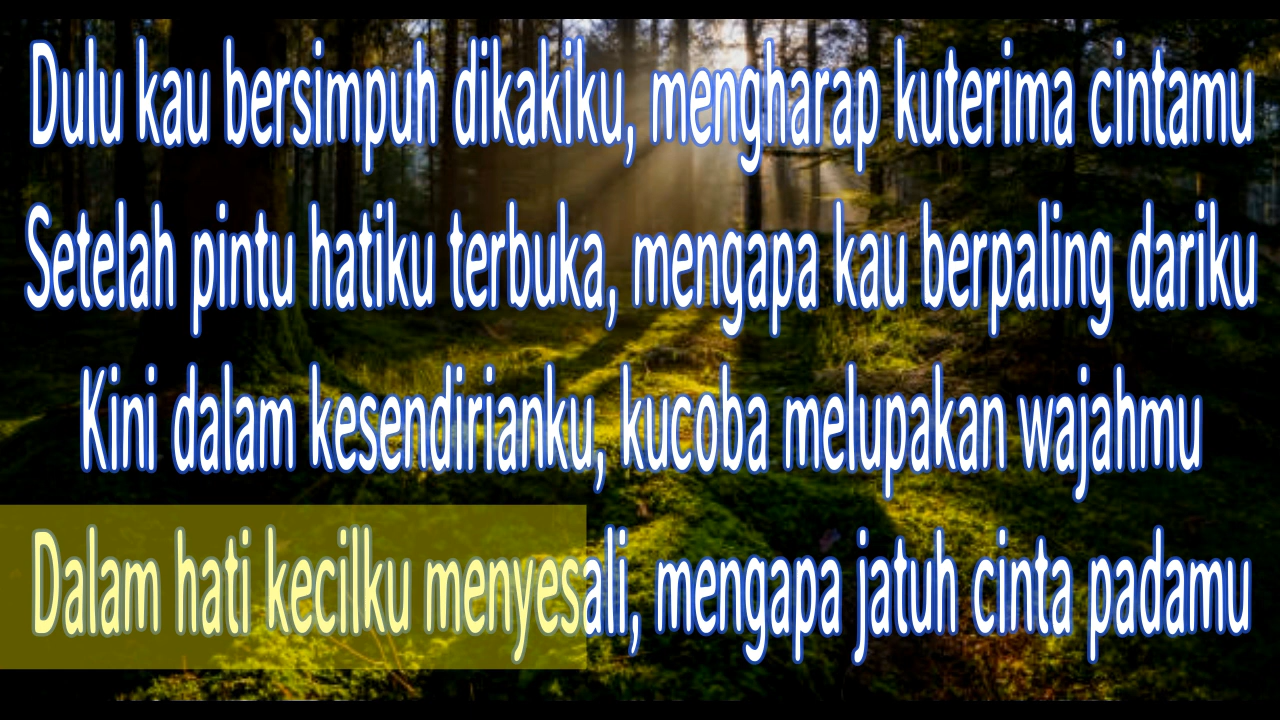 Dulu kau bersimpuh dikakiku, mengharap kuterima cintamu
Setelah pintu hatiku terbuka, mengapa kau berpaling dariku
Kini dalam kesendirianku, kucoba melupakan wajahmu
Dalam hati kecilku menyesali, mengapa jatuh cinta padamu